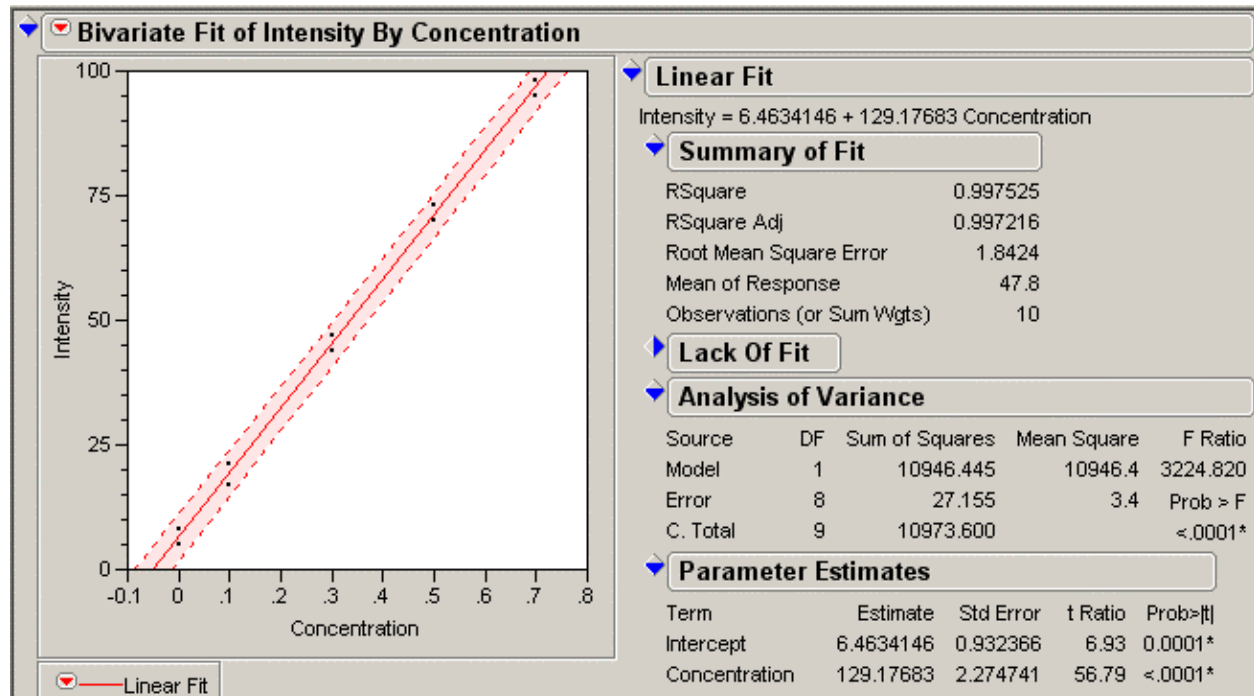 Bivariate Fit of Intensity By Concentration
100
75
50
25
0
Intensity
-0.1 0 .1 .2 .3 .4 .5 .6 .7 .8
Concentration
Linear Fit
Linear Fit
Intensity = 6.4634146 + 129.17683 Concentration
Summary of Fit
RSquare 0.997525
RSquare Adj 0.997216
Root Mean Square Error 1.8424
Mean of Response 47.8
Observations (or Sum Wgts) 10
Lack Of Fit
Analysis of Variance
Source DF Sum of Squares Mean Square F Ratio
Model 1 10946.445 10946.4 3224.820
Error 8 27.155 3.4 Prob > F
C. Total 9 10973.600 <.0001*
Parameter Estimates
Term Estimate Std Error t Ratio Prob>|t|
Intercept 6.4634146 0.932366 6.93 0.0001*
Concentration 129.17683 2.274741 56.79 <.0001*